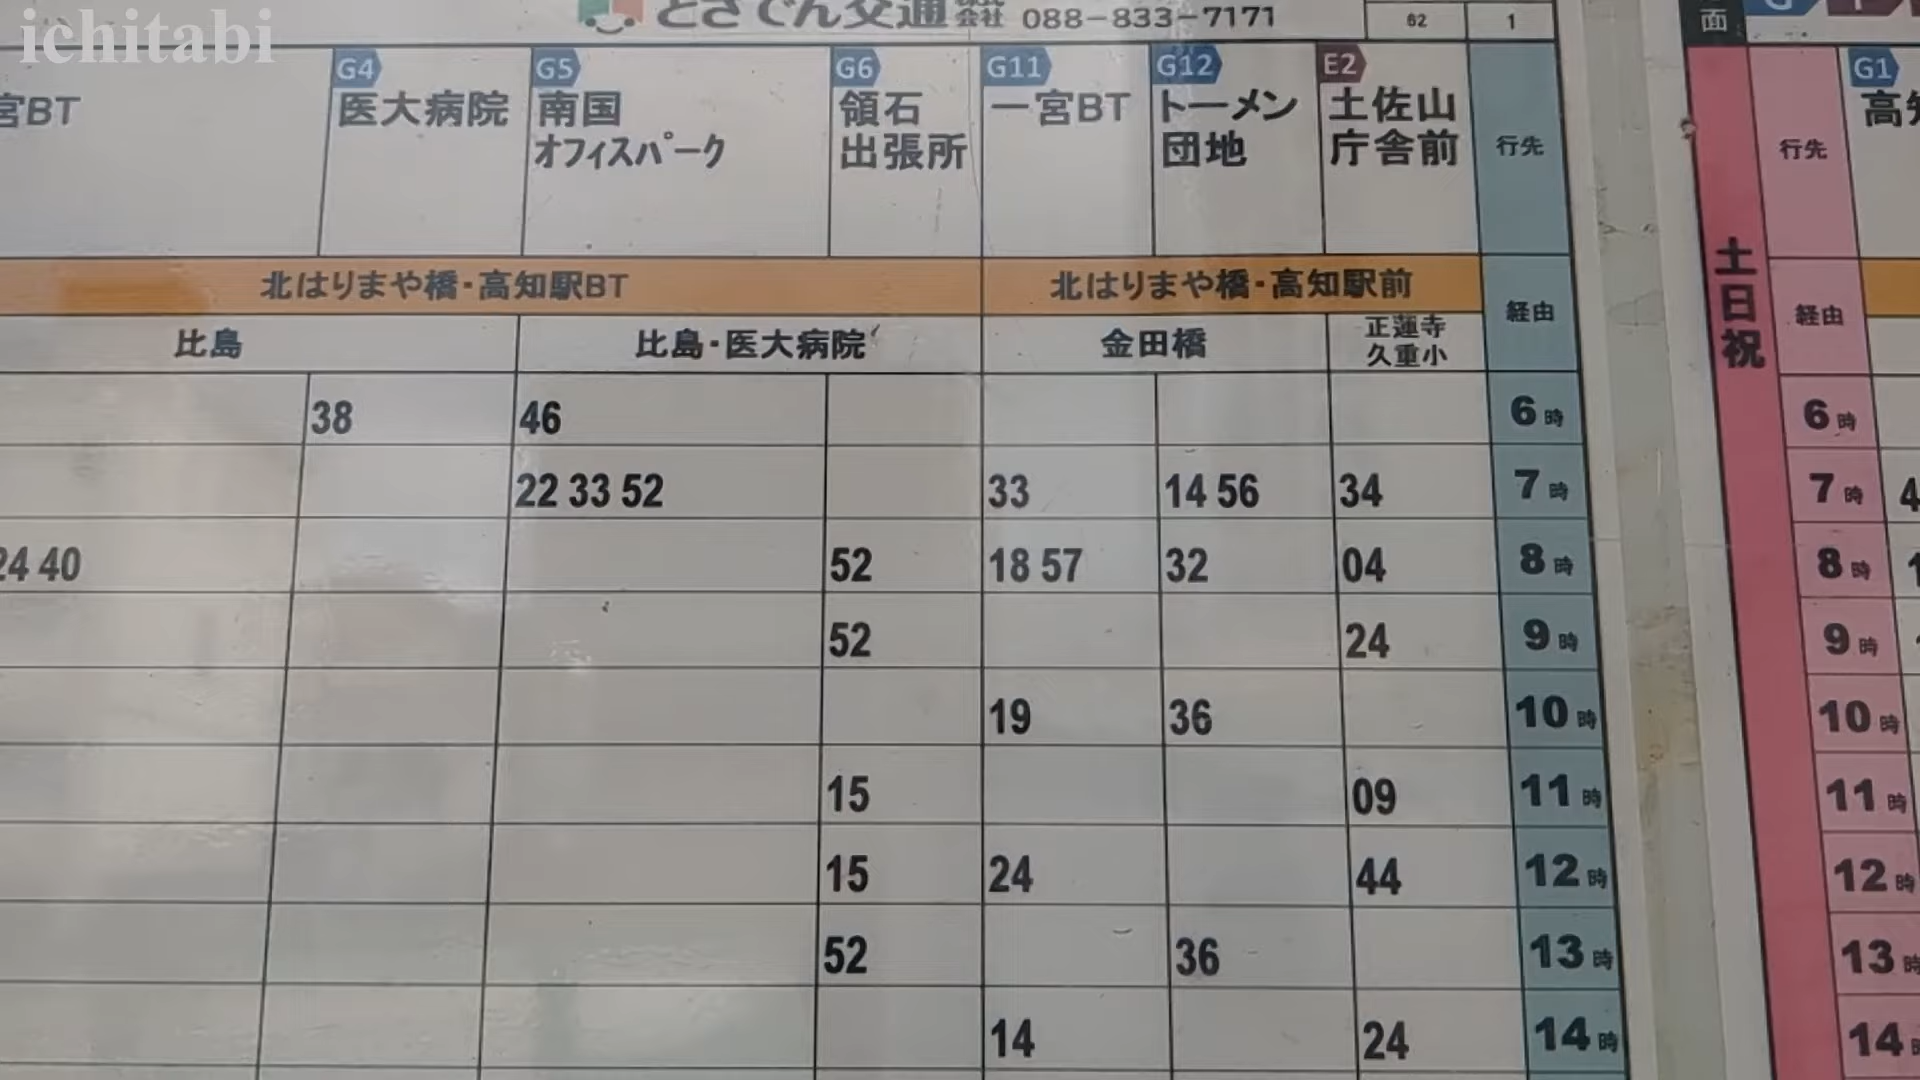 ichitabi
とさでん交通 株式会社 088-833-7171
62 1
面
宮BT
G4 医大病院
G5 南国
オフィスパーク
G6 領石
出張所
G11 一宮BT
G12 トーメン
団地
E2 土佐山
庁舎前
行先
行先
G1
北はりまや橋・高知駅BT
北はりまや橋・高知駅前
経由
土日祝
経由
比島
比島・医大病院
金田橋
正蓮寺
久重小
38 46 6時 6時
22 33 52 33 14 56 34 7時 7時 4
24 40 52 18 57 32 04 8時 8時 1
52 24 9時 9時
19 36 10時 10時
15 09 11時 11時
15 24 44 12時 12時
52 36 13時 13時
14 24 14時 14時